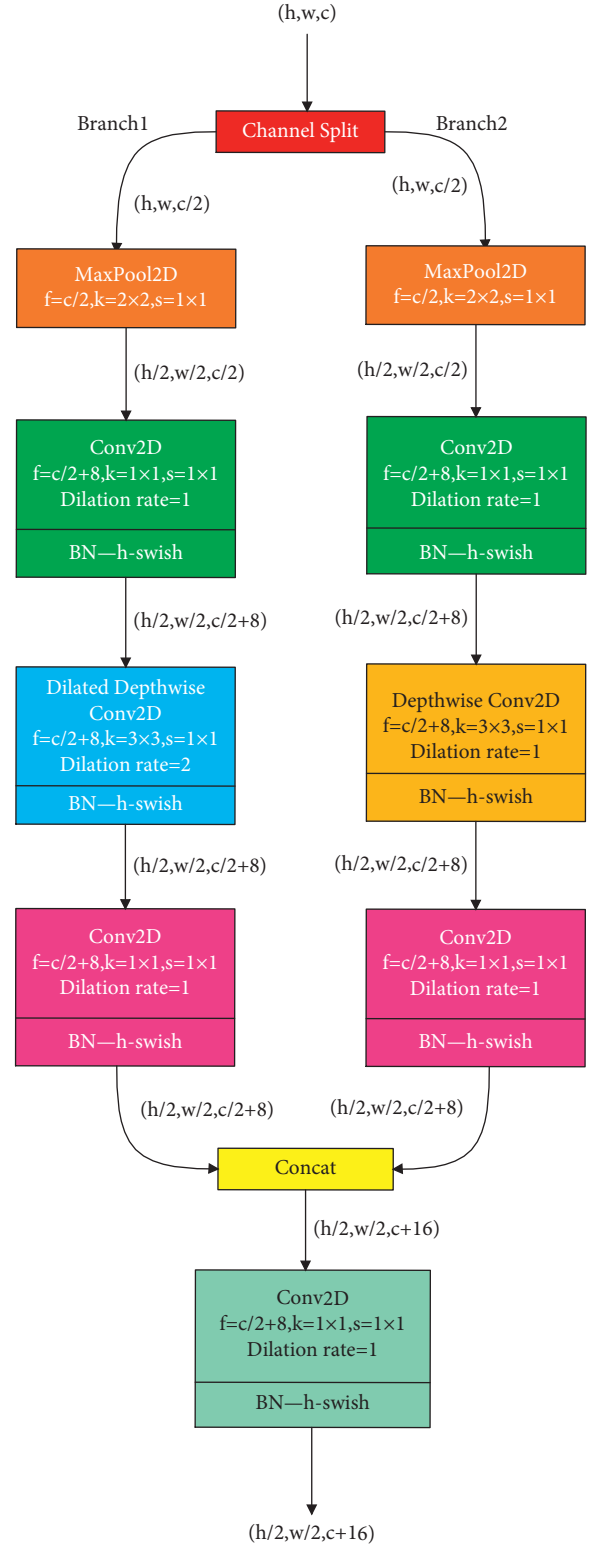 (h,w,c)
Branch1
Channel Split
Branch2
(h,w,c/2)
(h,w,c/2)
MaxPool2D
f=c/2,k=2×2,s=1×1
MaxPool2D
f=c/2,k=2×2,s=1×1
(h/2,w/2,c/2)
(h/2,w/2,c/2)
Conv2D
f=c/2+8,k=1×1,s=1×1
Dilation rate=1
BN—h-swish
Conv2D
f=c/2+8,k=1×1,s=1×1
Dilation rate=1
BN—h-swish
(h/2,w/2,c/2+8)
(h/2,w/2,c/2+8)
Dilated Depthwise
Conv2D
f=c/2+8,k=3×3,s=1×1
Dilation rate=2
BN—h-swish
Depthwise Conv2D
f=c/2+8,k=3×3,s=1×1
Dilation rate=1
BN—h-swish
(h/2,w/2,c/2+8)
(h/2,w/2,c/2+8)
Conv2D
f=c/2+8,k=1×1,s=1×1
Dilation rate=1
BN—h-swish
Conv2D
f=c/2+8,k=1×1,s=1×1
Dilation rate=1
BN—h-swish
(h/2,w/2,c/2+8)
(h/2,w/2,c/2+8)
Concat
(h/2,w/2,c+16)
Conv2D
f=c/2+8,k=1×1,s=1×1
Dilation rate=1
BN—h-swish
(h/2,w/2,c+16)